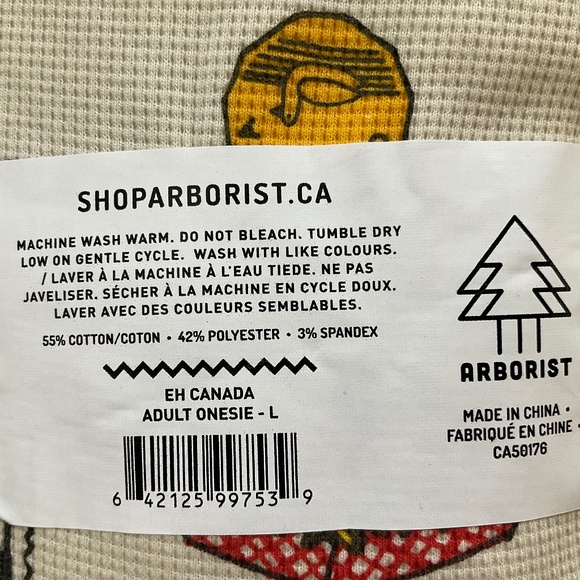 SHOPARBORIST.CA
MACHINE WASH WARM. DO NOT BLEACH. TUMBLE DRY
LOW ON GENTLE CYCLE. WASH WITH LIKE COLOURS.
/ LAVER À LA MACHINE À L'EAU TIEDE. NE PAS
JAVELISER. SÉCHER À LA MACHINE EN CYCLE DOUX.
LAVER AVEC DES COULEURS SEMBLABLES.
55% COTTON/COTON • 42% POLYESTER • 3% SPANDEX
EH CANADA
ADULT ONESIE - L
6 42125 99753 9
ARBORIST
MADE IN CHINA •
FABRIQUÉ EN CHINE •
CA50176